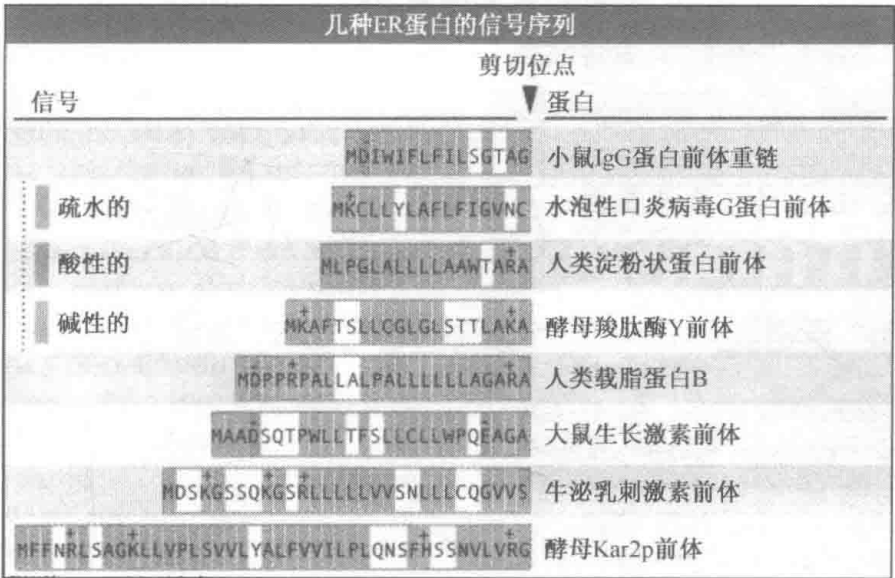 几种ER蛋白的信号序列
剪切位点
信号 蛋白
MDIWIFLFILSGTAG 小鼠IgG蛋白前体重链
疏水的 MKCLLYLAFLFIGVNC 水泡性口炎病毒G蛋白前体
酸性的 MLPGLALLLLAAWTARA 人类淀粉状蛋白前体
碱性的 MKAFTSLLCGLGLSTTLAKA 酵母羧肽酶Y前体
MDPPRPALLALPALLLLLLAGARA 人类载脂蛋白B
MAADSQTPWLLTFSLLCLLWPQEAGA 大鼠生长激素前体
MDSKGSSQKGSRLLLLLVVSNLLLCQGVVS 牛泌乳刺激素前体
MFFNRLSAGKLLVPLSVVLYALFVVILPLQNSFHSSNVLVRG 酵母Kar2p前体